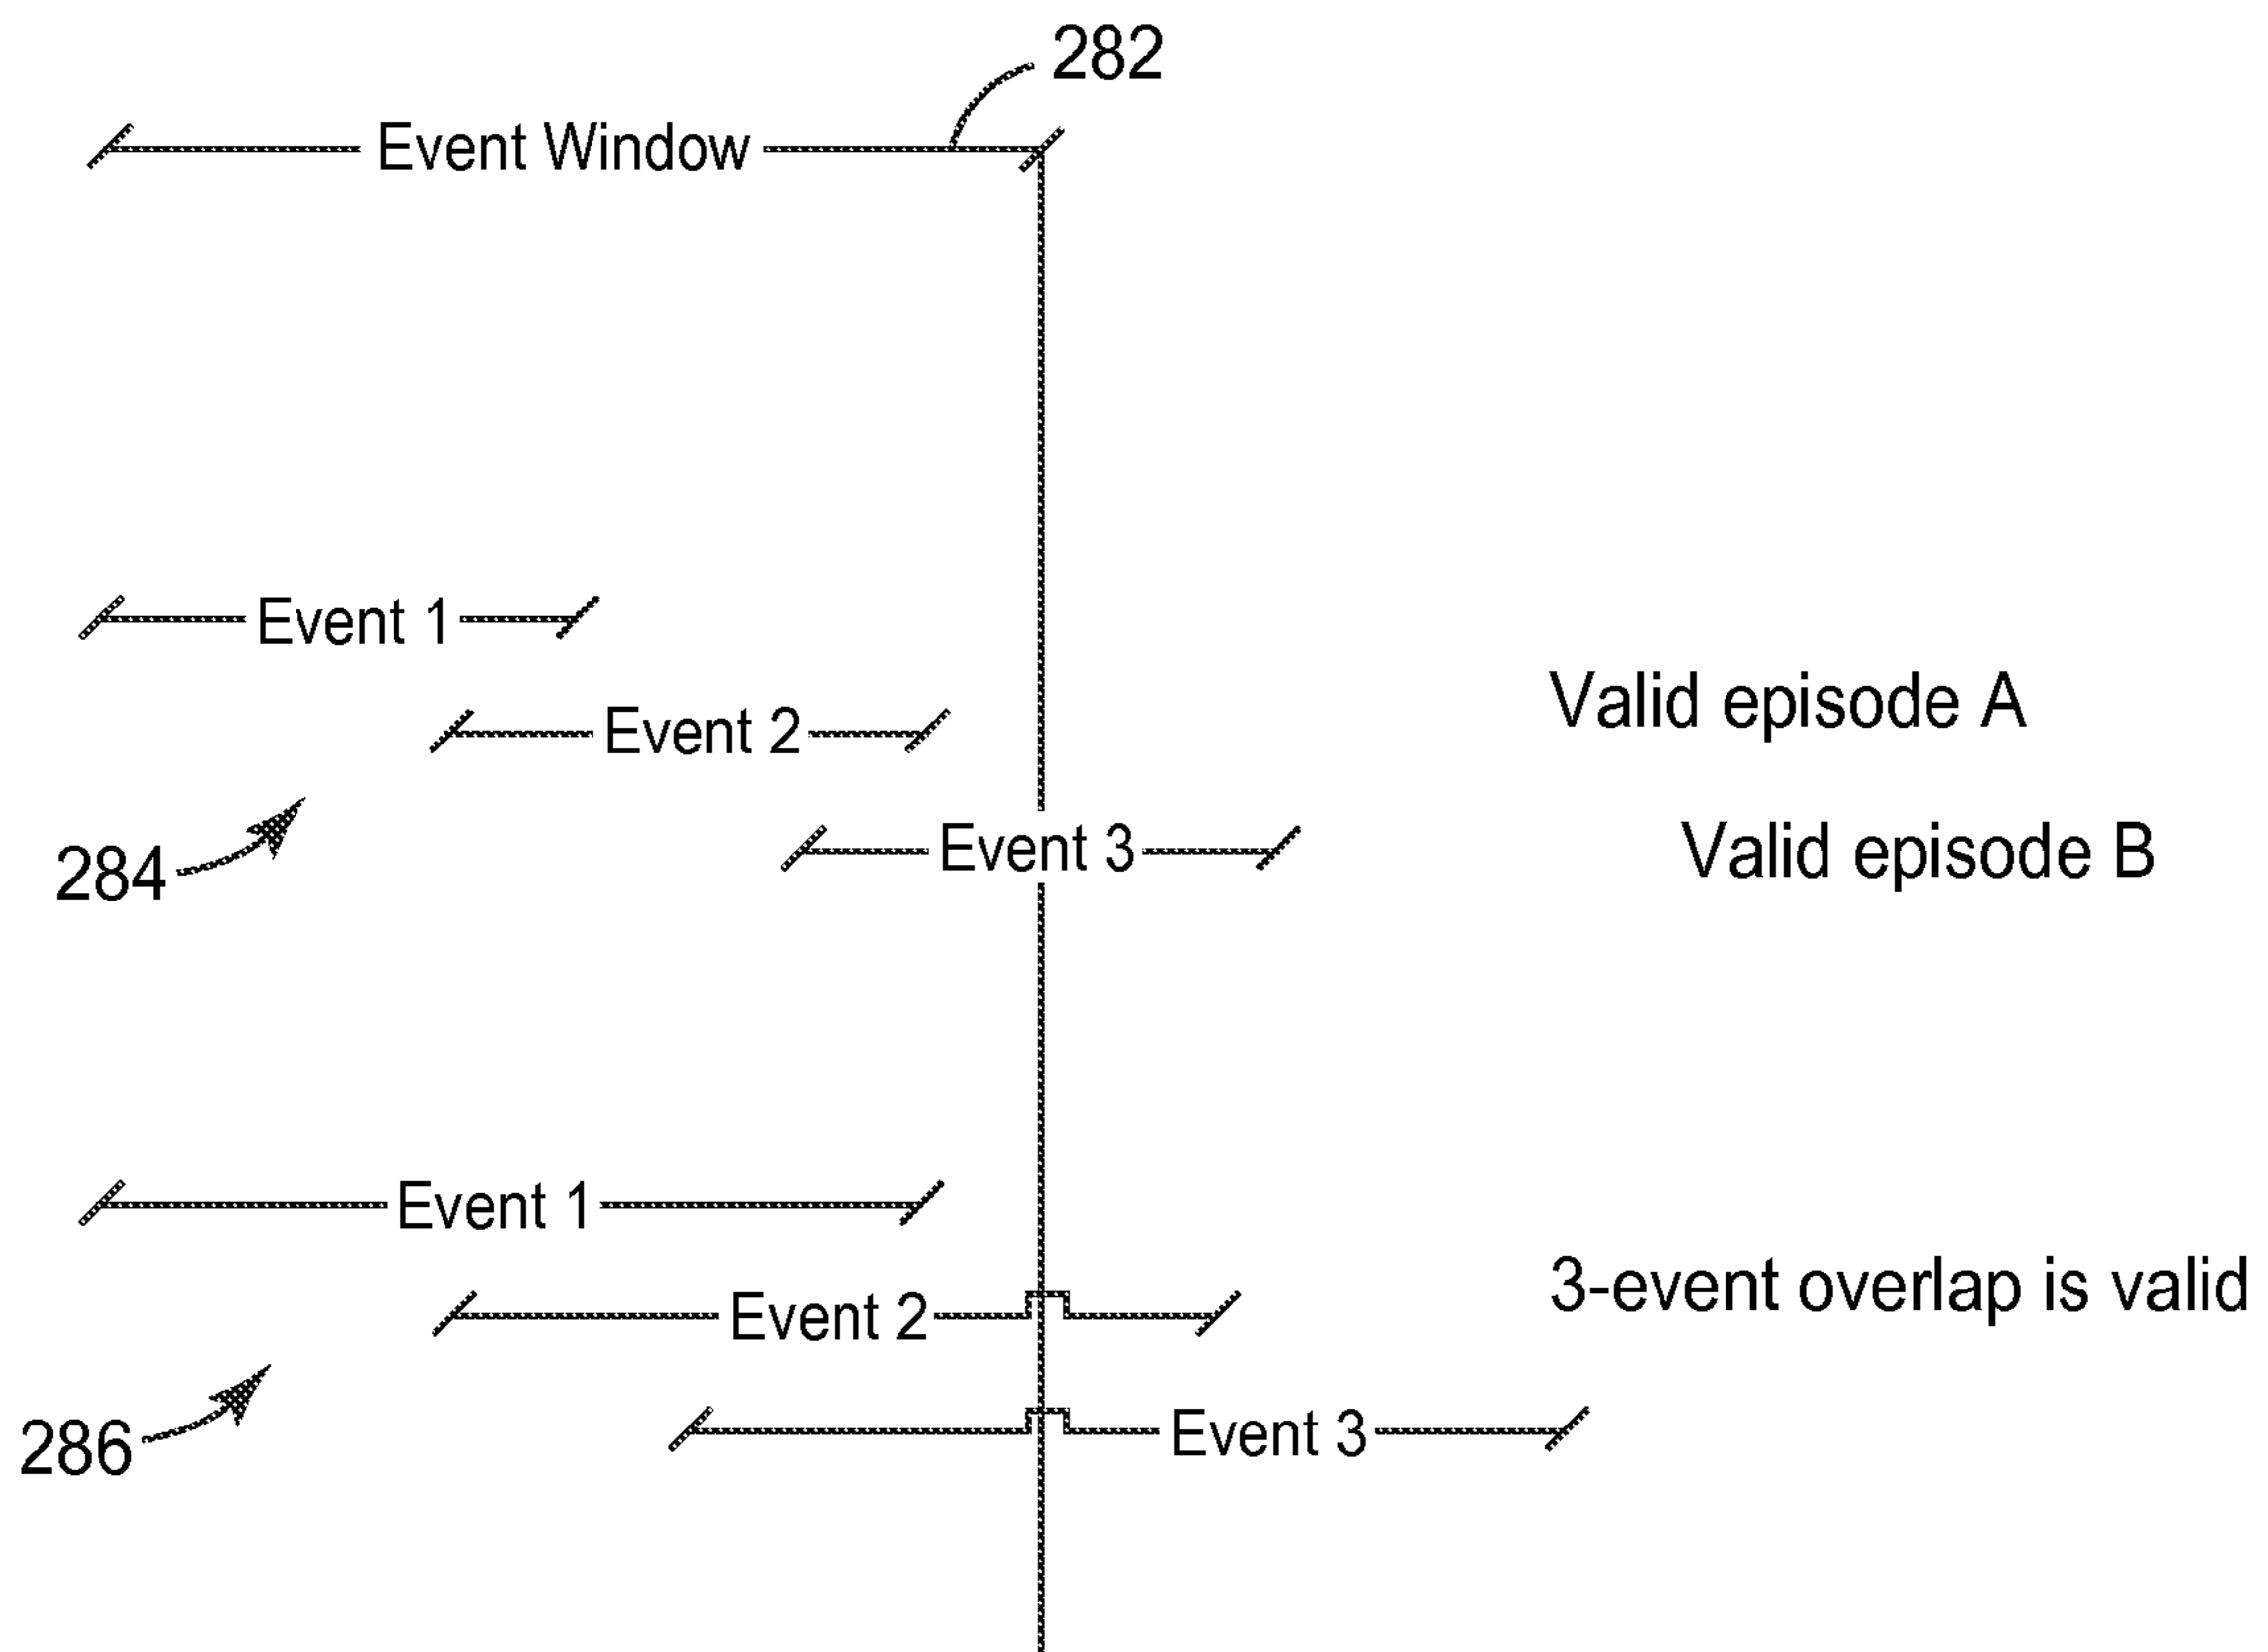 282
Event Window
Event 1
Valid episode A
Event 2
Valid episode B
Event 3
284
Event 1
3-event overlap is valid
Event 2
286
Event 3